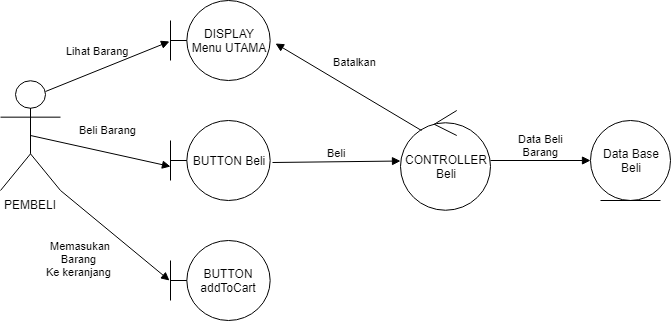 DISPLAY
Menu UTAMA
Lihat Barang
Batalkan
Beli Barang
BUTTON Beli
Beli
CONTROLLER
Beli
Data Beli
Barang
Data Base
Beli
PEMBELI
Memasukan
Barang
Ke keranjang
BUTTON
addToCart